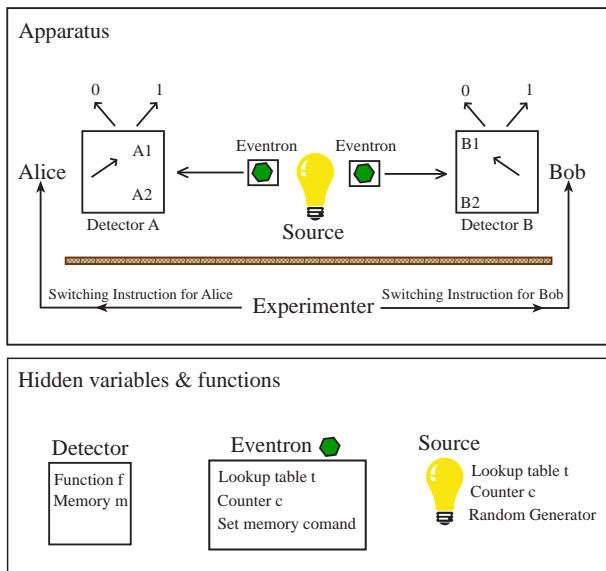 Apparatus
0 1
0 1
A1
A2
Alice
Detector A
Eventron
Eventron
Source
B1
B2
Bob
Detector B
Switching Instruction for Alice
Experimenter
Switching Instruction for Bob
Hidden variables & functions
Detector
Function f
Memory m
Eventron
Lookup table t
Counter c
Set memory comand
Source
Lookup table t
Counter c
Random Generator